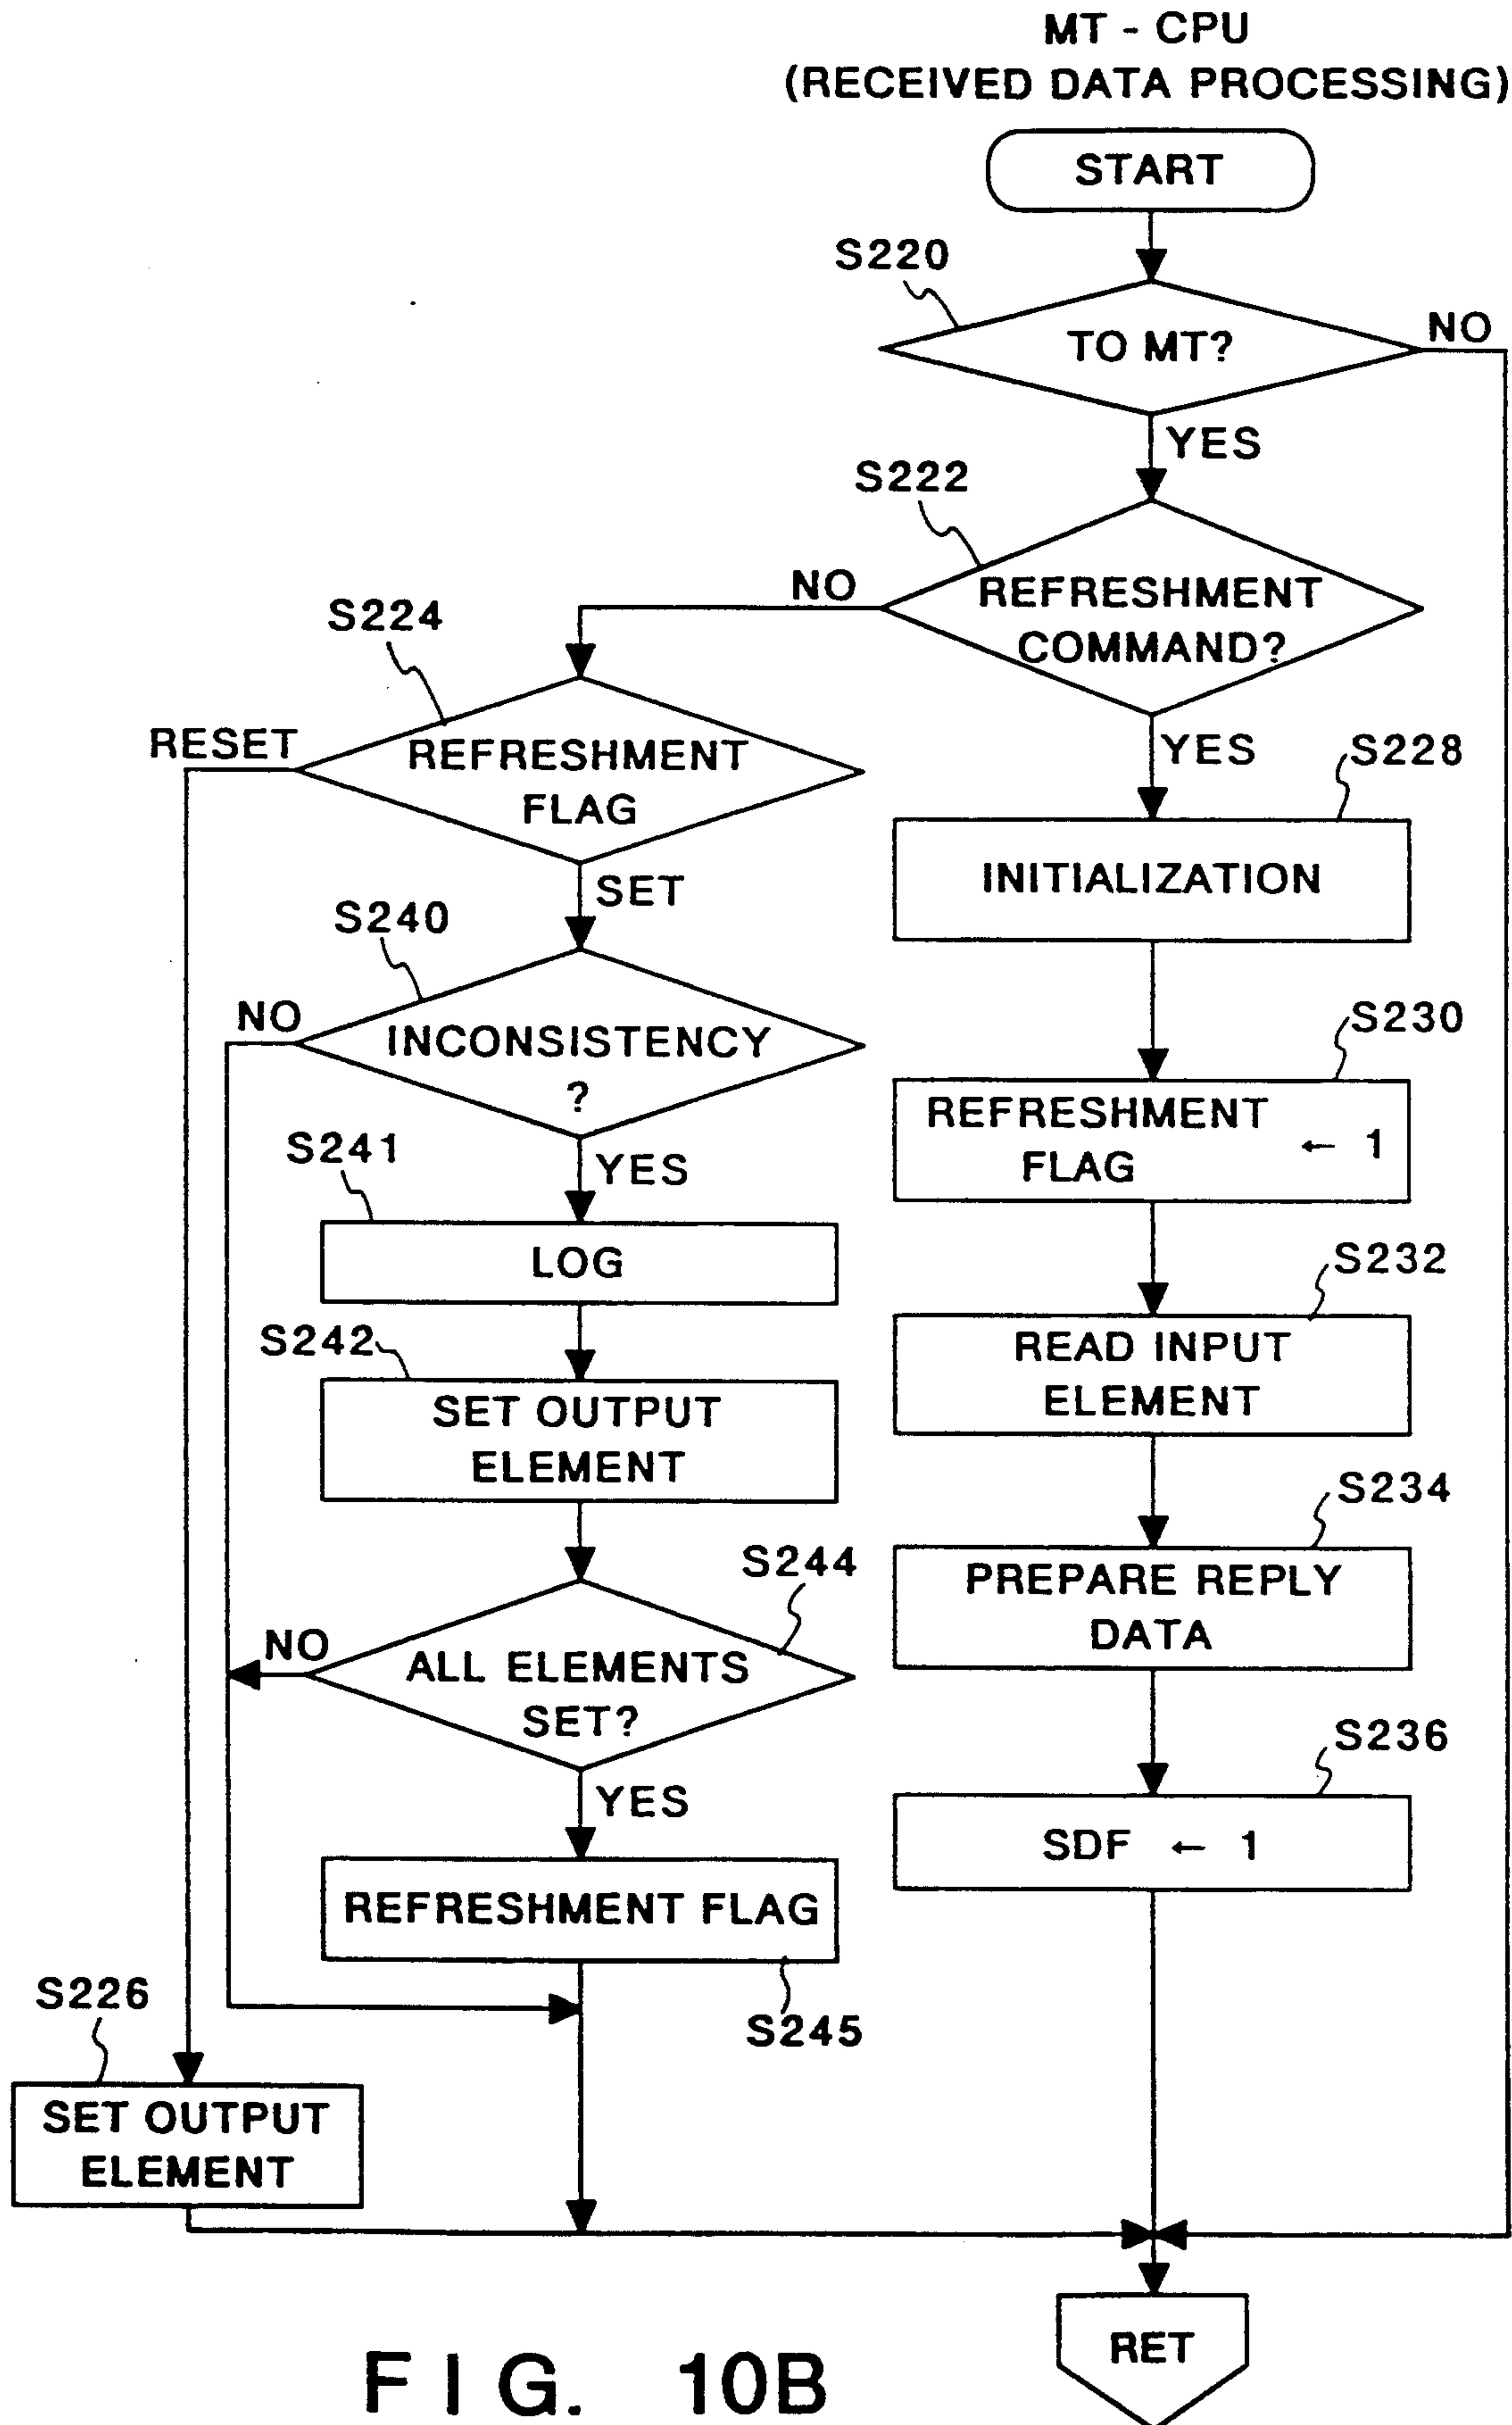 MT - CPU
(RECEIVED DATA PROCESSING)
START
S220
TO MT?
NO
YES
S222
REFRESHMENT
COMMAND?
NO
YES
S224
REFRESHMENT
FLAG
RESET
SET
S228
INITIALIZATION
S240
INCONSISTENCY
?
NO
YES
S230
REFRESHMENT
FLAG
← 1
S241
LOG
S232
READ INPUT
ELEMENT
S242
SET OUTPUT
ELEMENT
S234
PREPARE REPLY
DATA
S244
ALL ELEMENTS
SET?
NO
YES
S236
SDF ← 1
REFRESHMENT FLAG
S245
S226
SET OUTPUT
ELEMENT
RET
FIG. 10B